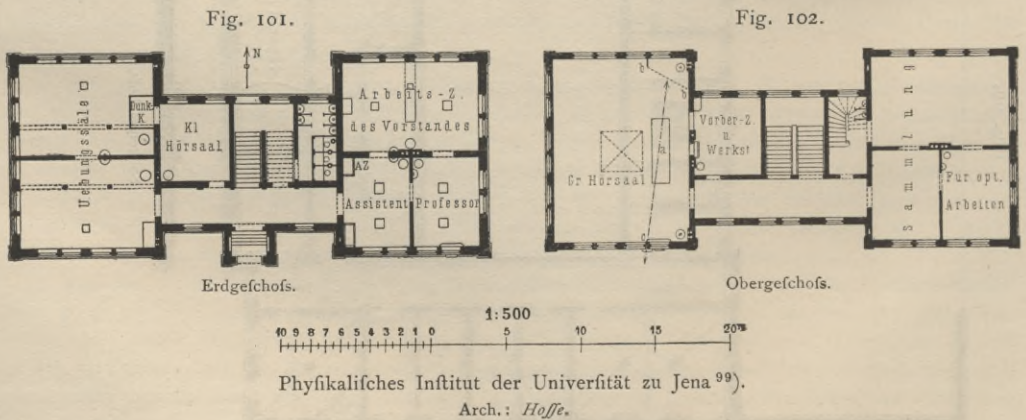 Fig. 101.
Fig. 102.
N
Uebungssäle
Dunk.-
K
Kl
Hörsaal
Arbeits-Z.
des Vorstandes
AZ
Assistent
Professor
Gr Hörsaal
b
b
m
c
Vorber-Z.
u
Werkst
Sammlung
Für opt.
Arbeiten
Erdgeſchoſs.
Obergeſchoſs.
1:500
10 9 8 7 6 5 4 3 2 1 0 5 10 15 20ᵐ
Phyſikaliſches Inſtitut der Univerſität zu Jena ⁹⁹).
Arch.: Hoſſe.